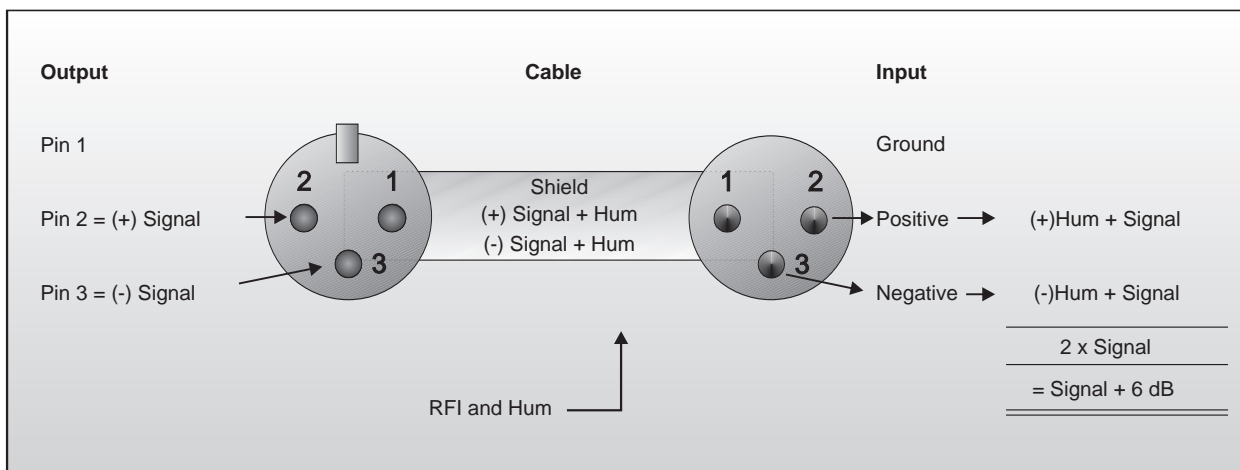 Output
Cable
Input
Pin 1
Ground
2
1
1
2
Shield
Pin 2 = (+) Signal
(+) Signal + Hum
Positive
(+)Hum + Signal
(-) Signal + Hum
3
3
Pin 3 = (-) Signal
Negative
(-)Hum + Signal
2 x Signal
= Signal + 6 dB
RFI and Hum